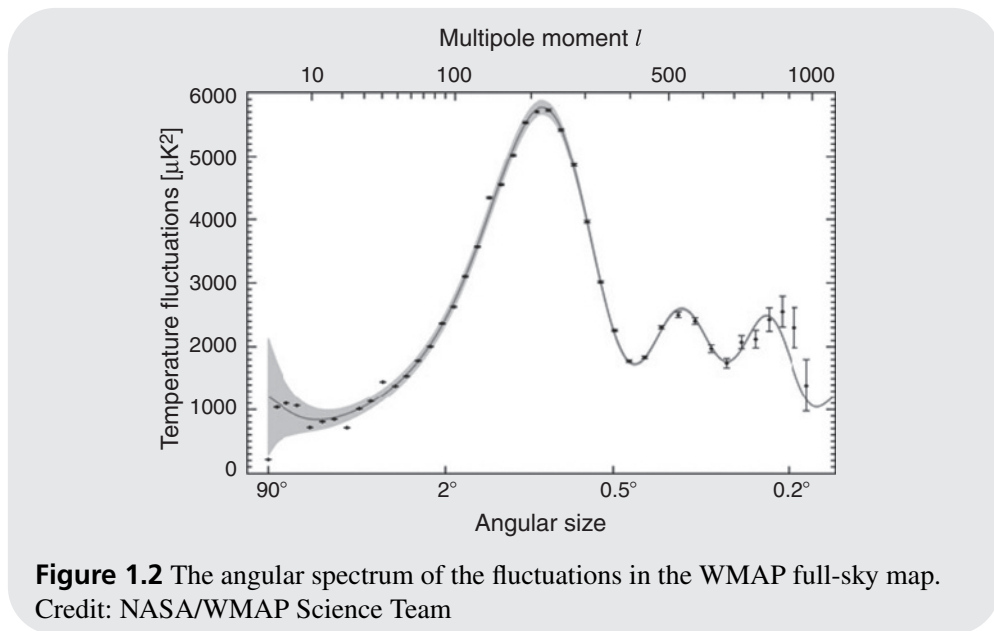 Multipole moment l
10 100 500 1000
Temperature fluctuations [μK²]
6000
5000
4000
3000
2000
1000
0
90° 2° 0.5° 0.2°
Angular size
Figure 1.2 The angular spectrum of the fluctuations in the WMAP full-sky map.
Credit: NASA/WMAP Science Team